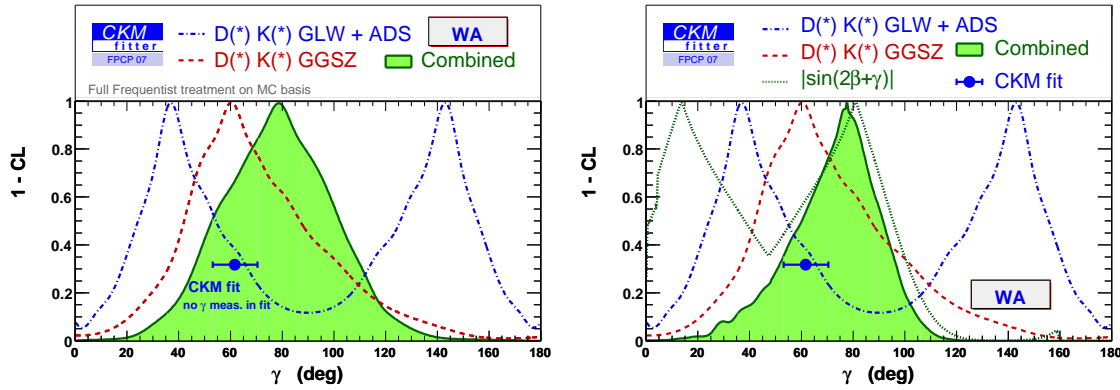 CKM
fitter
FPCP 07
D(*) K(*) GLW + ADS
WA
D(*) K(*) GGSZ
Combined
Full Frequentist treatment on MC basis
1 - CL
1
0.8
0.6
0.4
0.2
0
CKM fit
no γ meas. in fit
0 20 40 60 80 100 120 140 160 180
γ (deg)
CKM
fitter
FPCP 07
D(*) K(*) GLW + ADS
D(*) K(*) GGSZ
Combined
|sin(2β+γ)|
CKM fit
1 - CL
1
0.8
0.6
0.4
0.2
0
WA
0 20 40 60 80 100 120 140 160 180
γ (deg)